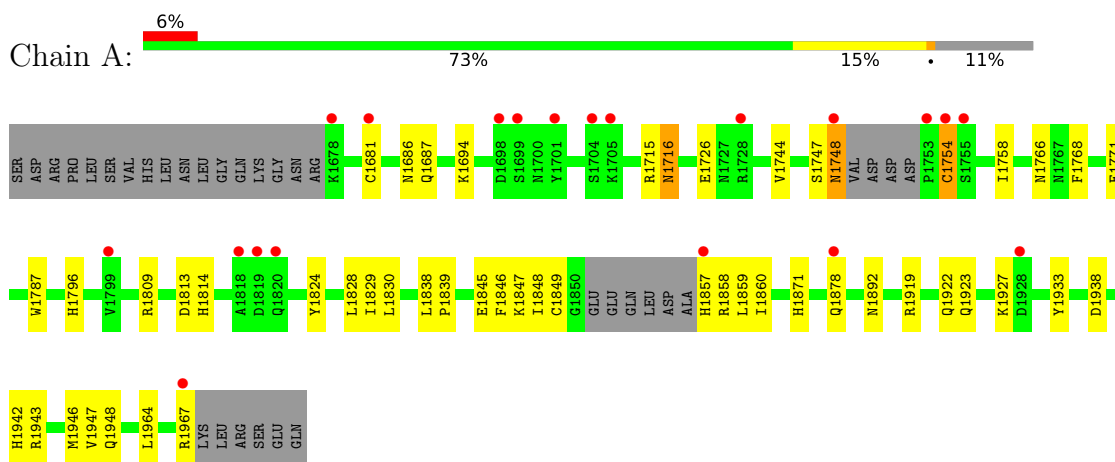 6%
Chain A:
73% 15% • 11%
SER ASP ARG PRO LEU SER VAL HIS LEU ASN LEU GLY GLN LYS GLY ASN ARG K1678 C1681 N1686 Q1687 K1694 D1698 S1699 N1700 Y1701 S1704 K1705 R1715 N1716 E1726 N1727 R1728 V1744 S1747 N1748 VAL ASP ASP ASP P1753 C1754 S1755 I1758 N1766 N1767 F1768
W1787 H1796 V1799 R1809 D1813 H1814 A1818 D1819 Q1820 Y1824 L1828 I1829 L1830 L1838 P1839 E1845 F1846 K1847 I1848 C1849 G1850 GLU GLU GLN LEU ASP ALA H1857 R1858 L1859 I1860 H1871 Q1878 N1892 R1919 Q1922 Q1923 K1927 D1928 Y1933 D1938
H1942 R1943 M1946 V1947 Q1948 L1964 R1967 LYS LEU ARG SER GLU GLN